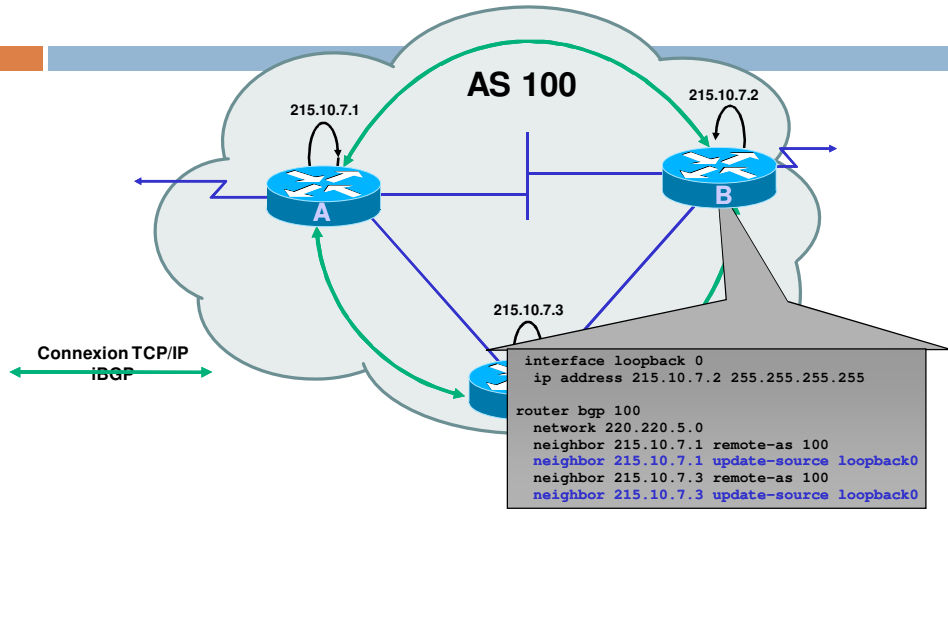 AS 100
215.10.7.1
215.10.7.2
A
B
215.10.7.3
Connexion TCP/IP
iBGP
interface loopback 0
ip address 215.10.7.2 255.255.255.255
router bgp 100
network 220.220.5.0
neighbor 215.10.7.1 remote-as 100
neighbor 215.10.7.1 update-source loopback0
neighbor 215.10.7.3 remote-as 100
neighbor 215.10.7.3 update-source loopback0